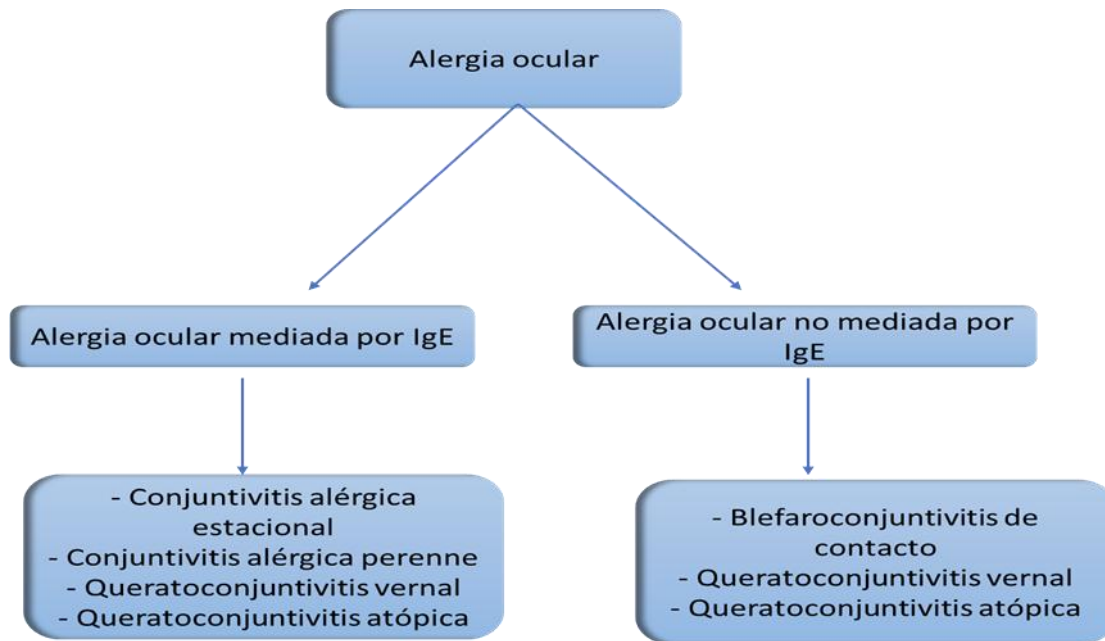 Alergia ocular
Alergia ocular mediada por IgE
Alergia ocular no mediada por
IgE
- Conjuntivitis alérgica
estacional
- Conjuntivitis alérgica perenne
- Queratoconjuntivitis vernal
- Queratoconjuntivitis atópica
- Blefaroconjuntivitis de
contacto
- Queratoconjuntivitis vernal
- Queratoconjuntivitis atópica